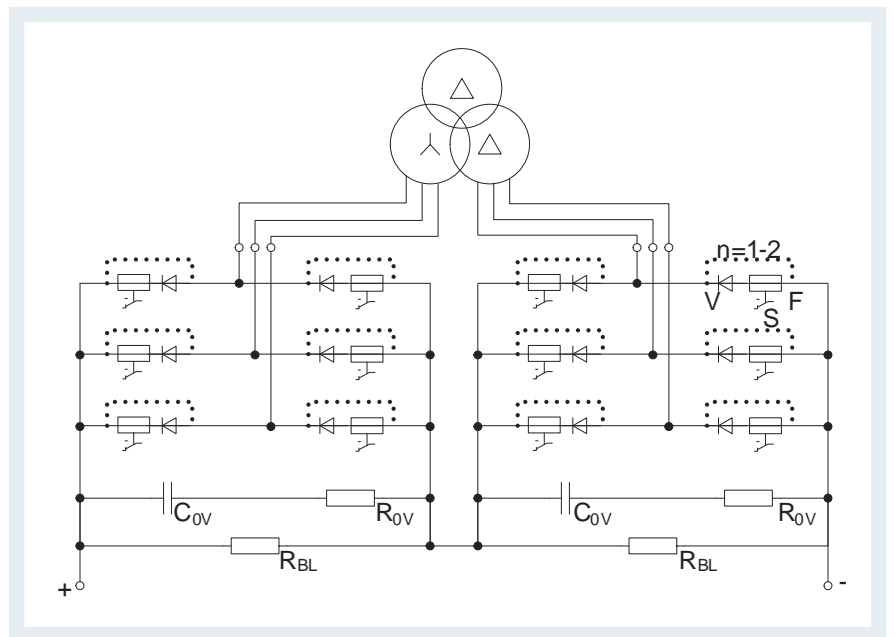 n=1-2
V
F
S
C0V
R0V
C0V
R0V
RBL
RBL
+
-